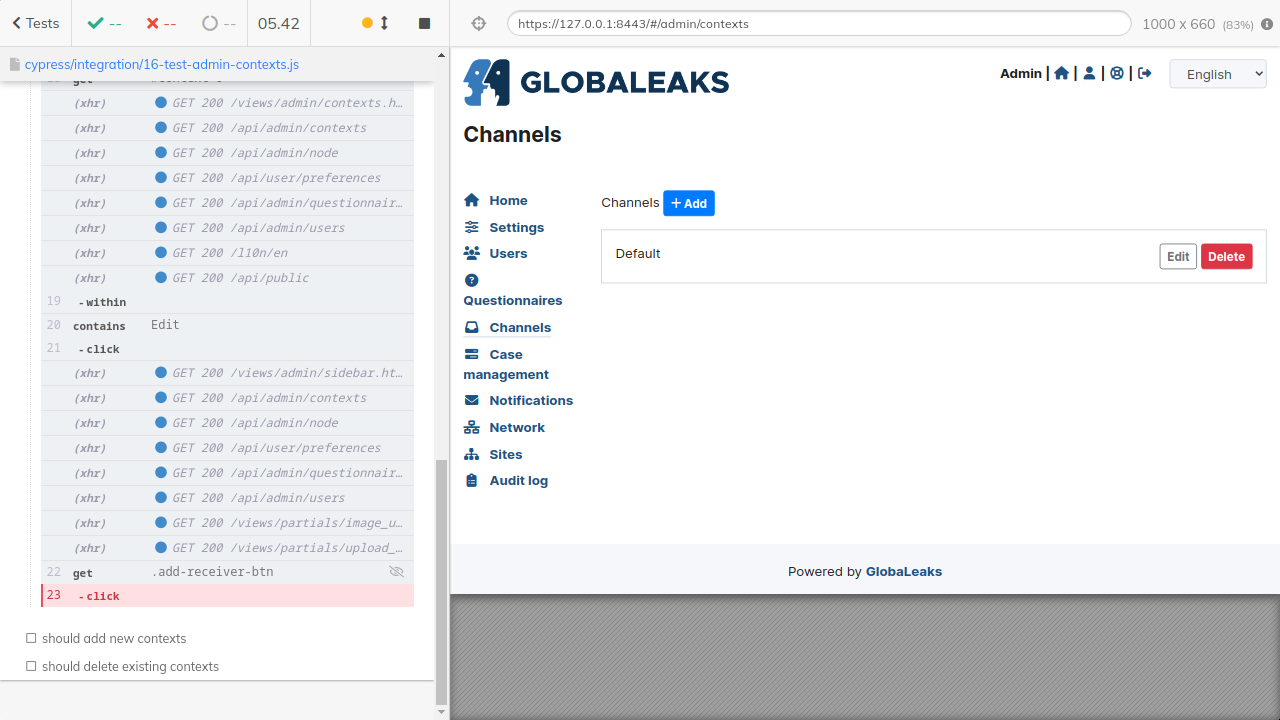 Tests
--
--
--
05.42
https://127.0.0.1:8443/#/admin/contexts
1000 x 660 (83%)
cypress/integration/16-test-admin-contexts.js
(xhr) GET 200 /views/admin/contexts.h…
(xhr) GET 200 /api/admin/contexts
(xhr) GET 200 /api/admin/node
(xhr) GET 200 /api/user/preferences
(xhr) GET 200 /api/admin/questionnair…
(xhr) GET 200 /api/admin/users
(xhr) GET 200 /l10n/en
(xhr) GET 200 /api/public
19 -within
20 contains Edit
21 -click
(xhr) GET 200 /views/admin/sidebar.ht…
(xhr) GET 200 /api/admin/contexts
(xhr) GET 200 /api/admin/node
(xhr) GET 200 /api/user/preferences
(xhr) GET 200 /api/admin/questionnair…
(xhr) GET 200 /api/admin/users
(xhr) GET 200 /views/partials/image_u…
(xhr) GET 200 /views/partials/upload_…
22 get .add-receiver-btn
23 -click
should add new contexts
should delete existing contexts
GLOBALEAKS
Admin | | | |
English
Channels
Home
Settings
Users
Questionnaires
Channels
Case
management
Notifications
Network
Sites
Audit log
Channels + Add
Default
Edit Delete
Powered by GlobaLeaks